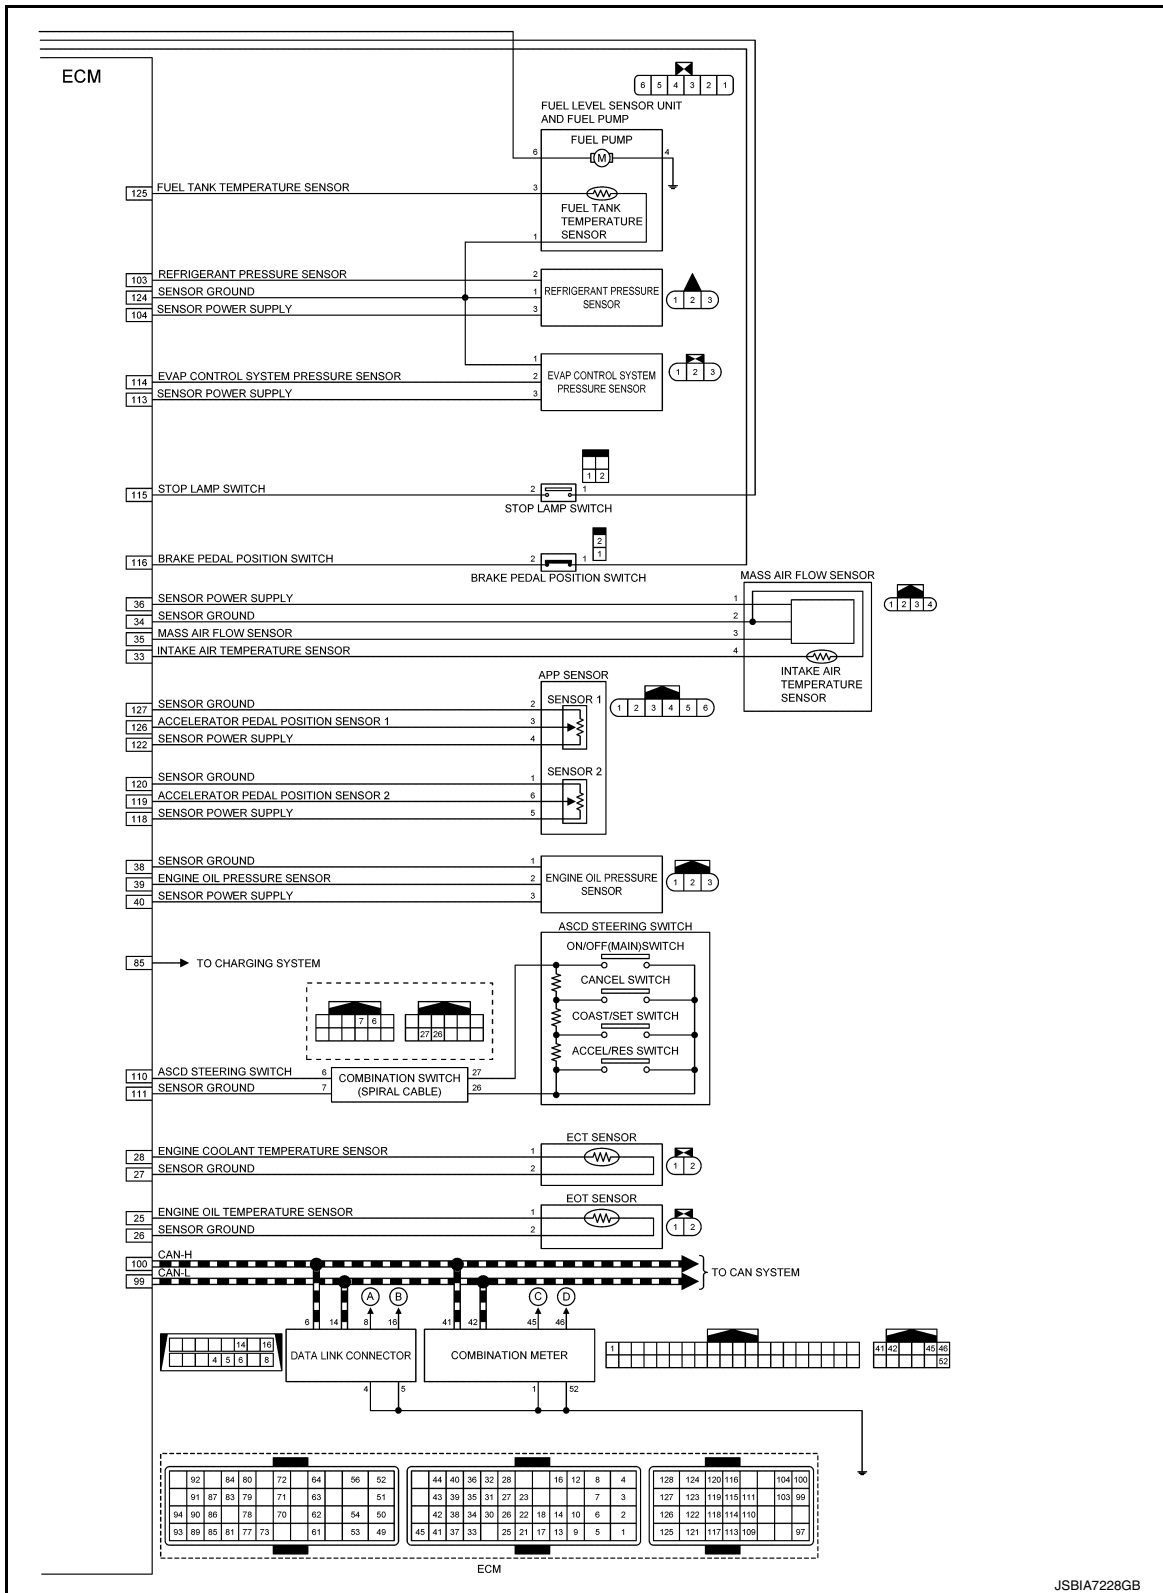 ECM
6 5 4 3 2 1
FUEL LEVEL SENSOR UNIT
AND FUEL PUMP
FUEL PUMP
6 M 4
125 FUEL TANK TEMPERATURE SENSOR 3
FUEL TANK
TEMPERATURE
SENSOR
1
103 REFRIGERANT PRESSURE SENSOR 2
124 SENSOR GROUND 1
104 SENSOR POWER SUPPLY 3
REFRIGERANT PRESSURE
SENSOR
1 2 3
1
114 EVAP CONTROL SYSTEM PRESSURE SENSOR 2
113 SENSOR POWER SUPPLY 3
EVAP CONTROL SYSTEM
PRESSURE SENSOR
1 2 3
1 2
115 STOP LAMP SWITCH 2 1
STOP LAMP SWITCH
2
1
116 BRAKE PEDAL POSITION SWITCH 2 1
BRAKE PEDAL POSITION SWITCH
MASS AIR FLOW SENSOR
36 SENSOR POWER SUPPLY 1
34 SENSOR GROUND 2
35 MASS AIR FLOW SENSOR 3
33 INTAKE AIR TEMPERATURE SENSOR 4
1 2 3 4
INTAKE AIR
TEMPERATURE
SENSOR
APP SENSOR
SENSOR 1
127 SENSOR GROUND 2
126 ACCELERATOR PEDAL POSITION SENSOR 1 3
122 SENSOR POWER SUPPLY 4
1 2 3 4 5 6
SENSOR 2
120 SENSOR GROUND 1
119 ACCELERATOR PEDAL POSITION SENSOR 2 6
118 SENSOR POWER SUPPLY 5
38 SENSOR GROUND 1
39 ENGINE OIL PRESSURE SENSOR 2
40 SENSOR POWER SUPPLY 3
ENGINE OIL PRESSURE
SENSOR
1 2 3
ASCD STEERING SWITCH
ON/OFF(MAIN)SWITCH
CANCEL SWITCH
COAST/SET SWITCH
ACCEL/RES SWITCH
85 TO CHARGING SYSTEM
7 6
27 26
110 ASCD STEERING SWITCH 6
111 SENSOR GROUND 7
COMBINATION SWITCH
(SPIRAL CABLE)
27
26
ECT SENSOR
28 ENGINE COOLANT TEMPERATURE SENSOR 1
27 SENSOR GROUND 2
1 2
EOT SENSOR
25 ENGINE OIL TEMPERATURE SENSOR 1
26 SENSOR GROUND 2
1 2
100 CAN-H
99 CAN-L
TO CAN SYSTEM
A B C D
6 14 8 16 41 42 45 46
DATA LINK CONNECTOR
COMBINATION METER
14 16
4 5 6 8
1
41 42 45 46
52
4 5 1 52
92 84 80 72 64 56 52
91 87 83 79 71 63 51
94 90 86 78 70 62 54 50
93 89 85 81 77 73 61 53 49
44 40 36 32 28 16 12 8 4
43 39 35 31 27 23 7 3
42 38 34 30 26 22 18 14 10 6 2
45 41 37 33 25 21 17 13 9 5 1
128 124 120 116 104 100
127 123 119 115 111 103 99
126 122 118 114 110
125 121 117 113 109 97
ECM
JSBIA7228GB